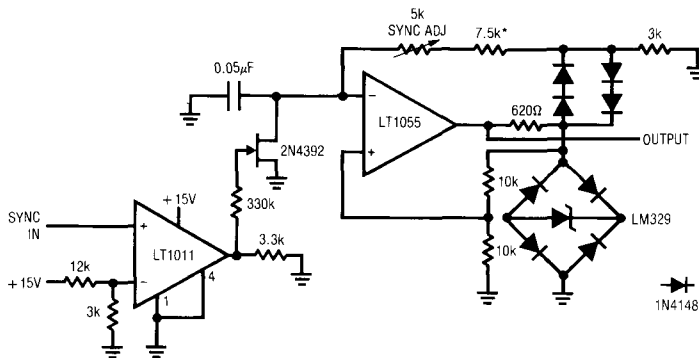 5k
SYNC ADJ
7.5k*
3k
0.05µF
−
LT1055
+
620Ω
OUTPUT
2N4392
330k
10k
+15V
SYNC
IN
+
LT1011
3.3k
LM329
12k
+15V
−
4
10k
3k
1
1N4148